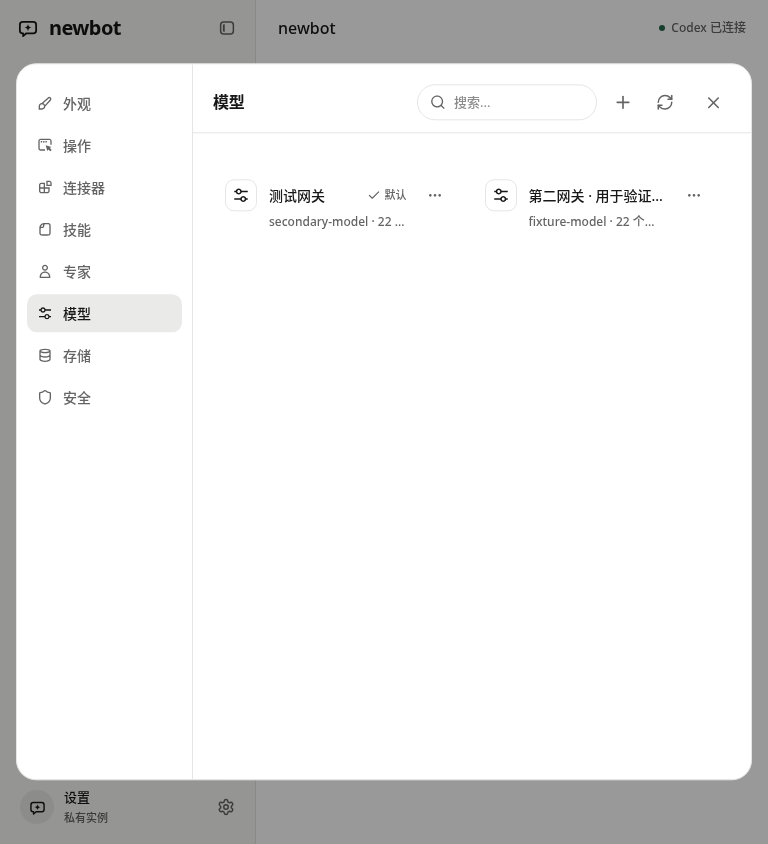 newbot
newbot
Codex 已连接
外观
操作
连接器
技能
专家
模型
存储
安全
模型
搜索...
测试网关
默认
secondary-model · 22 ...
第二网关 · 用于验证...
fixture-model · 22 个...
设置
私有实例